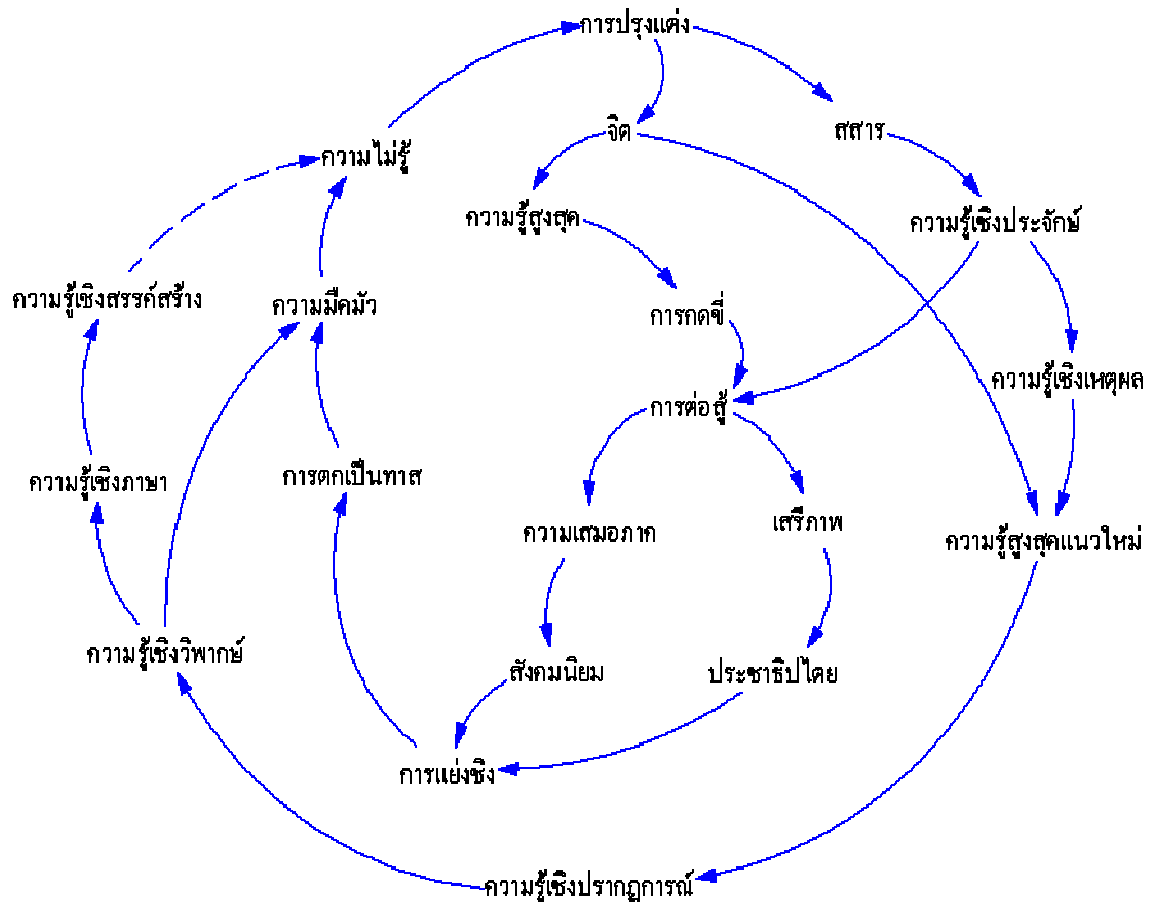 การปรุงแต่ง
จิต
สสาร
ความไม่รู้
ความรู้สูงสุด
ความรู้เชิงประจักษ์
ความรู้เชิงสรรค์สร้าง
ความมืดมัว
การกดขี่
ความรู้เชิงเหตุผล
การต่อสู้
ความรู้เชิงภาษา
การตกเป็นทาส
ความเสมอภาค
เสรีภาพ
ความรู้สูงสุดแนวใหม่
ความรู้เชิงวิพากษ์
สังคมนิยม
ประชาธิปไตย
การแย่งชิง
ความรู้เชิงปรากฏการณ์